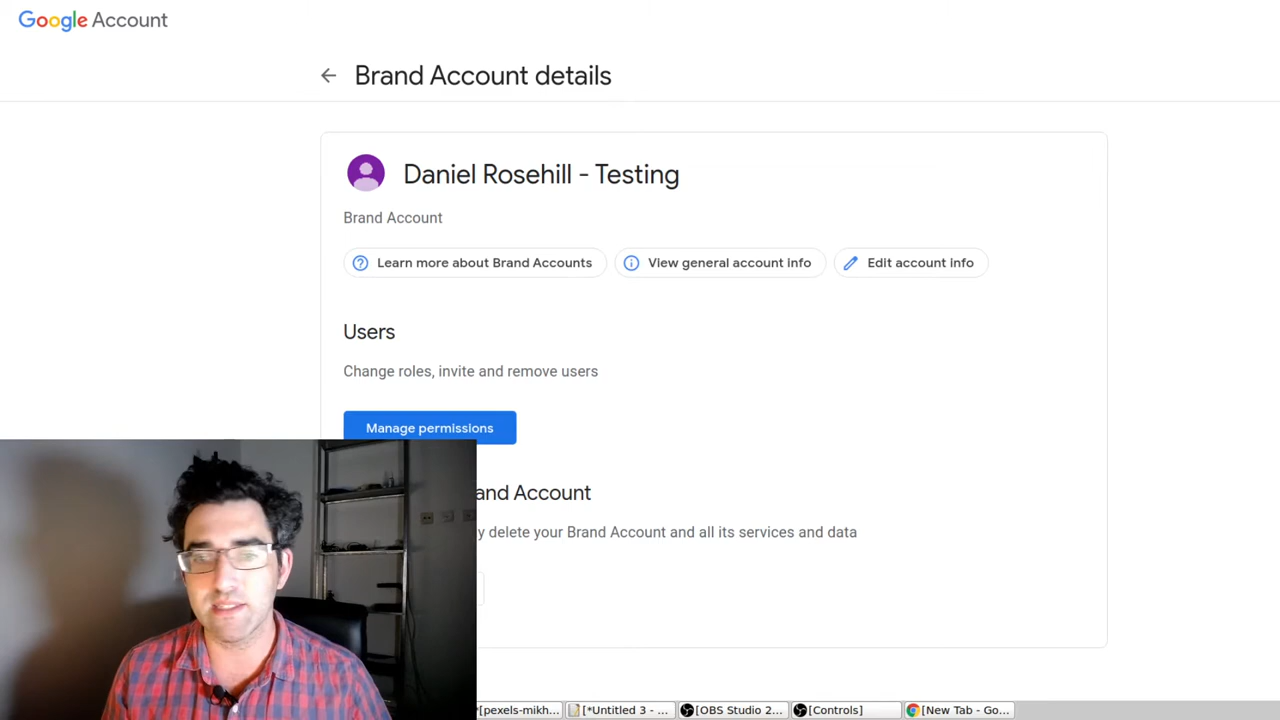 Google Account
Brand Account details
Daniel Rosehill - Testing
Brand Account
Learn more about Brand Accounts
View general account info
Edit account info
Users
Change roles, invite and remove users
Manage permissions
and Account
y delete your Brand Account and all its services and data
*[pexels-mikh...
[*Untitled 3 - ...
[OBS Studio 2...
[Controls]
[New Tab - Go...